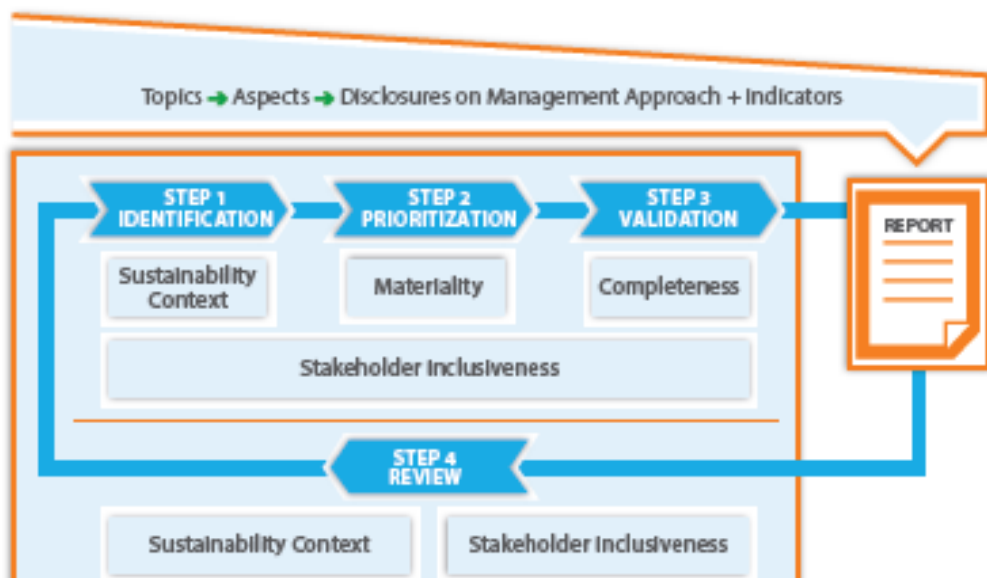 Topics → Aspects → Disclosures on Management Approach + Indicators
STEP 1
IDENTIFICATION
STEP 2
PRIORITIZATION
STEP 3
VALIDATION
REPORT
Sustainability
Context
Materiality
Completeness
Stakeholder Inclusiveness
STEP 4
REVIEW
Sustainability Context
Stakeholder Inclusiveness